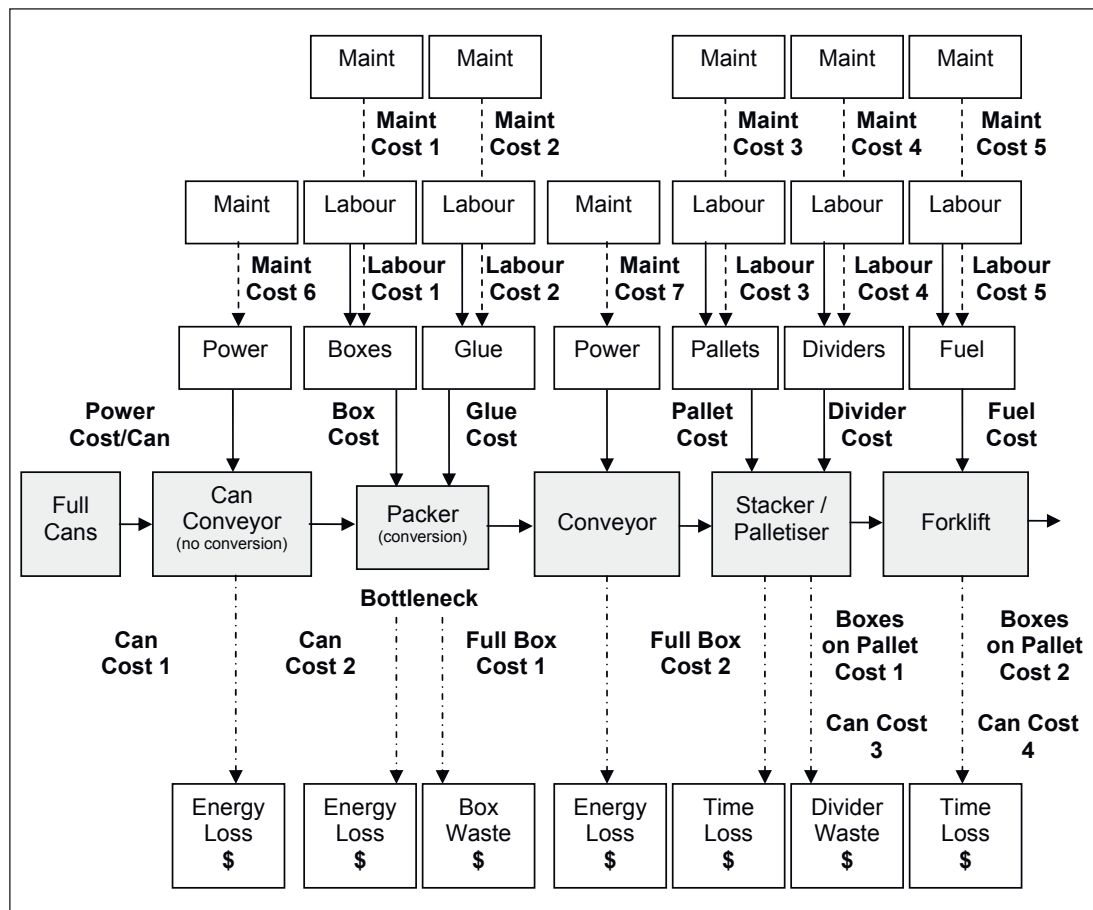 Maint
Maint
Maint
Maint
Maint
Maint
Cost 1
Maint
Cost 2
Maint
Cost 3
Maint
Cost 4
Maint
Cost 5
Maint
Labour
Labour
Maint
Labour
Labour
Labour
Maint
Cost 6
Labour
Cost 1
Labour
Cost 2
Maint
Cost 7
Labour
Cost 3
Labour
Cost 4
Labour
Cost 5
Power
Boxes
Glue
Power
Pallets
Dividers
Fuel
Power
Cost/Can
Box
Cost
Glue
Cost
Pallet
Cost
Divider
Cost
Fuel
Cost
Full
Cans
Can
Conveyor
(no conversion)
Packer
(conversion)
Conveyor
Stacker /
Palletiser
Forklift
Bottleneck
Can
Cost 1
Can
Cost 2
Full Box
Cost 1
Full Box
Cost 2
Boxes
on Pallet
Cost 1
Boxes
on Pallet
Cost 2
Can Cost
3
Can Cost
4
Energy
Loss
$
Energy
Loss
$
Box
Waste
$
Energy
Loss
$
Time
Loss
$
Divider
Waste
$
Time
Loss
$